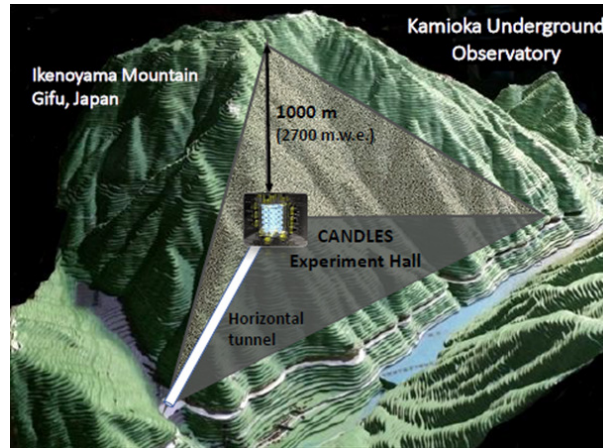 Kamioka Underground
Observatory
Ikenoyama Mountain
Gifu, Japan
1000 m
(2700 m.w.e.)
CANDLES
Experiment Hall
Horizontal
tunnel